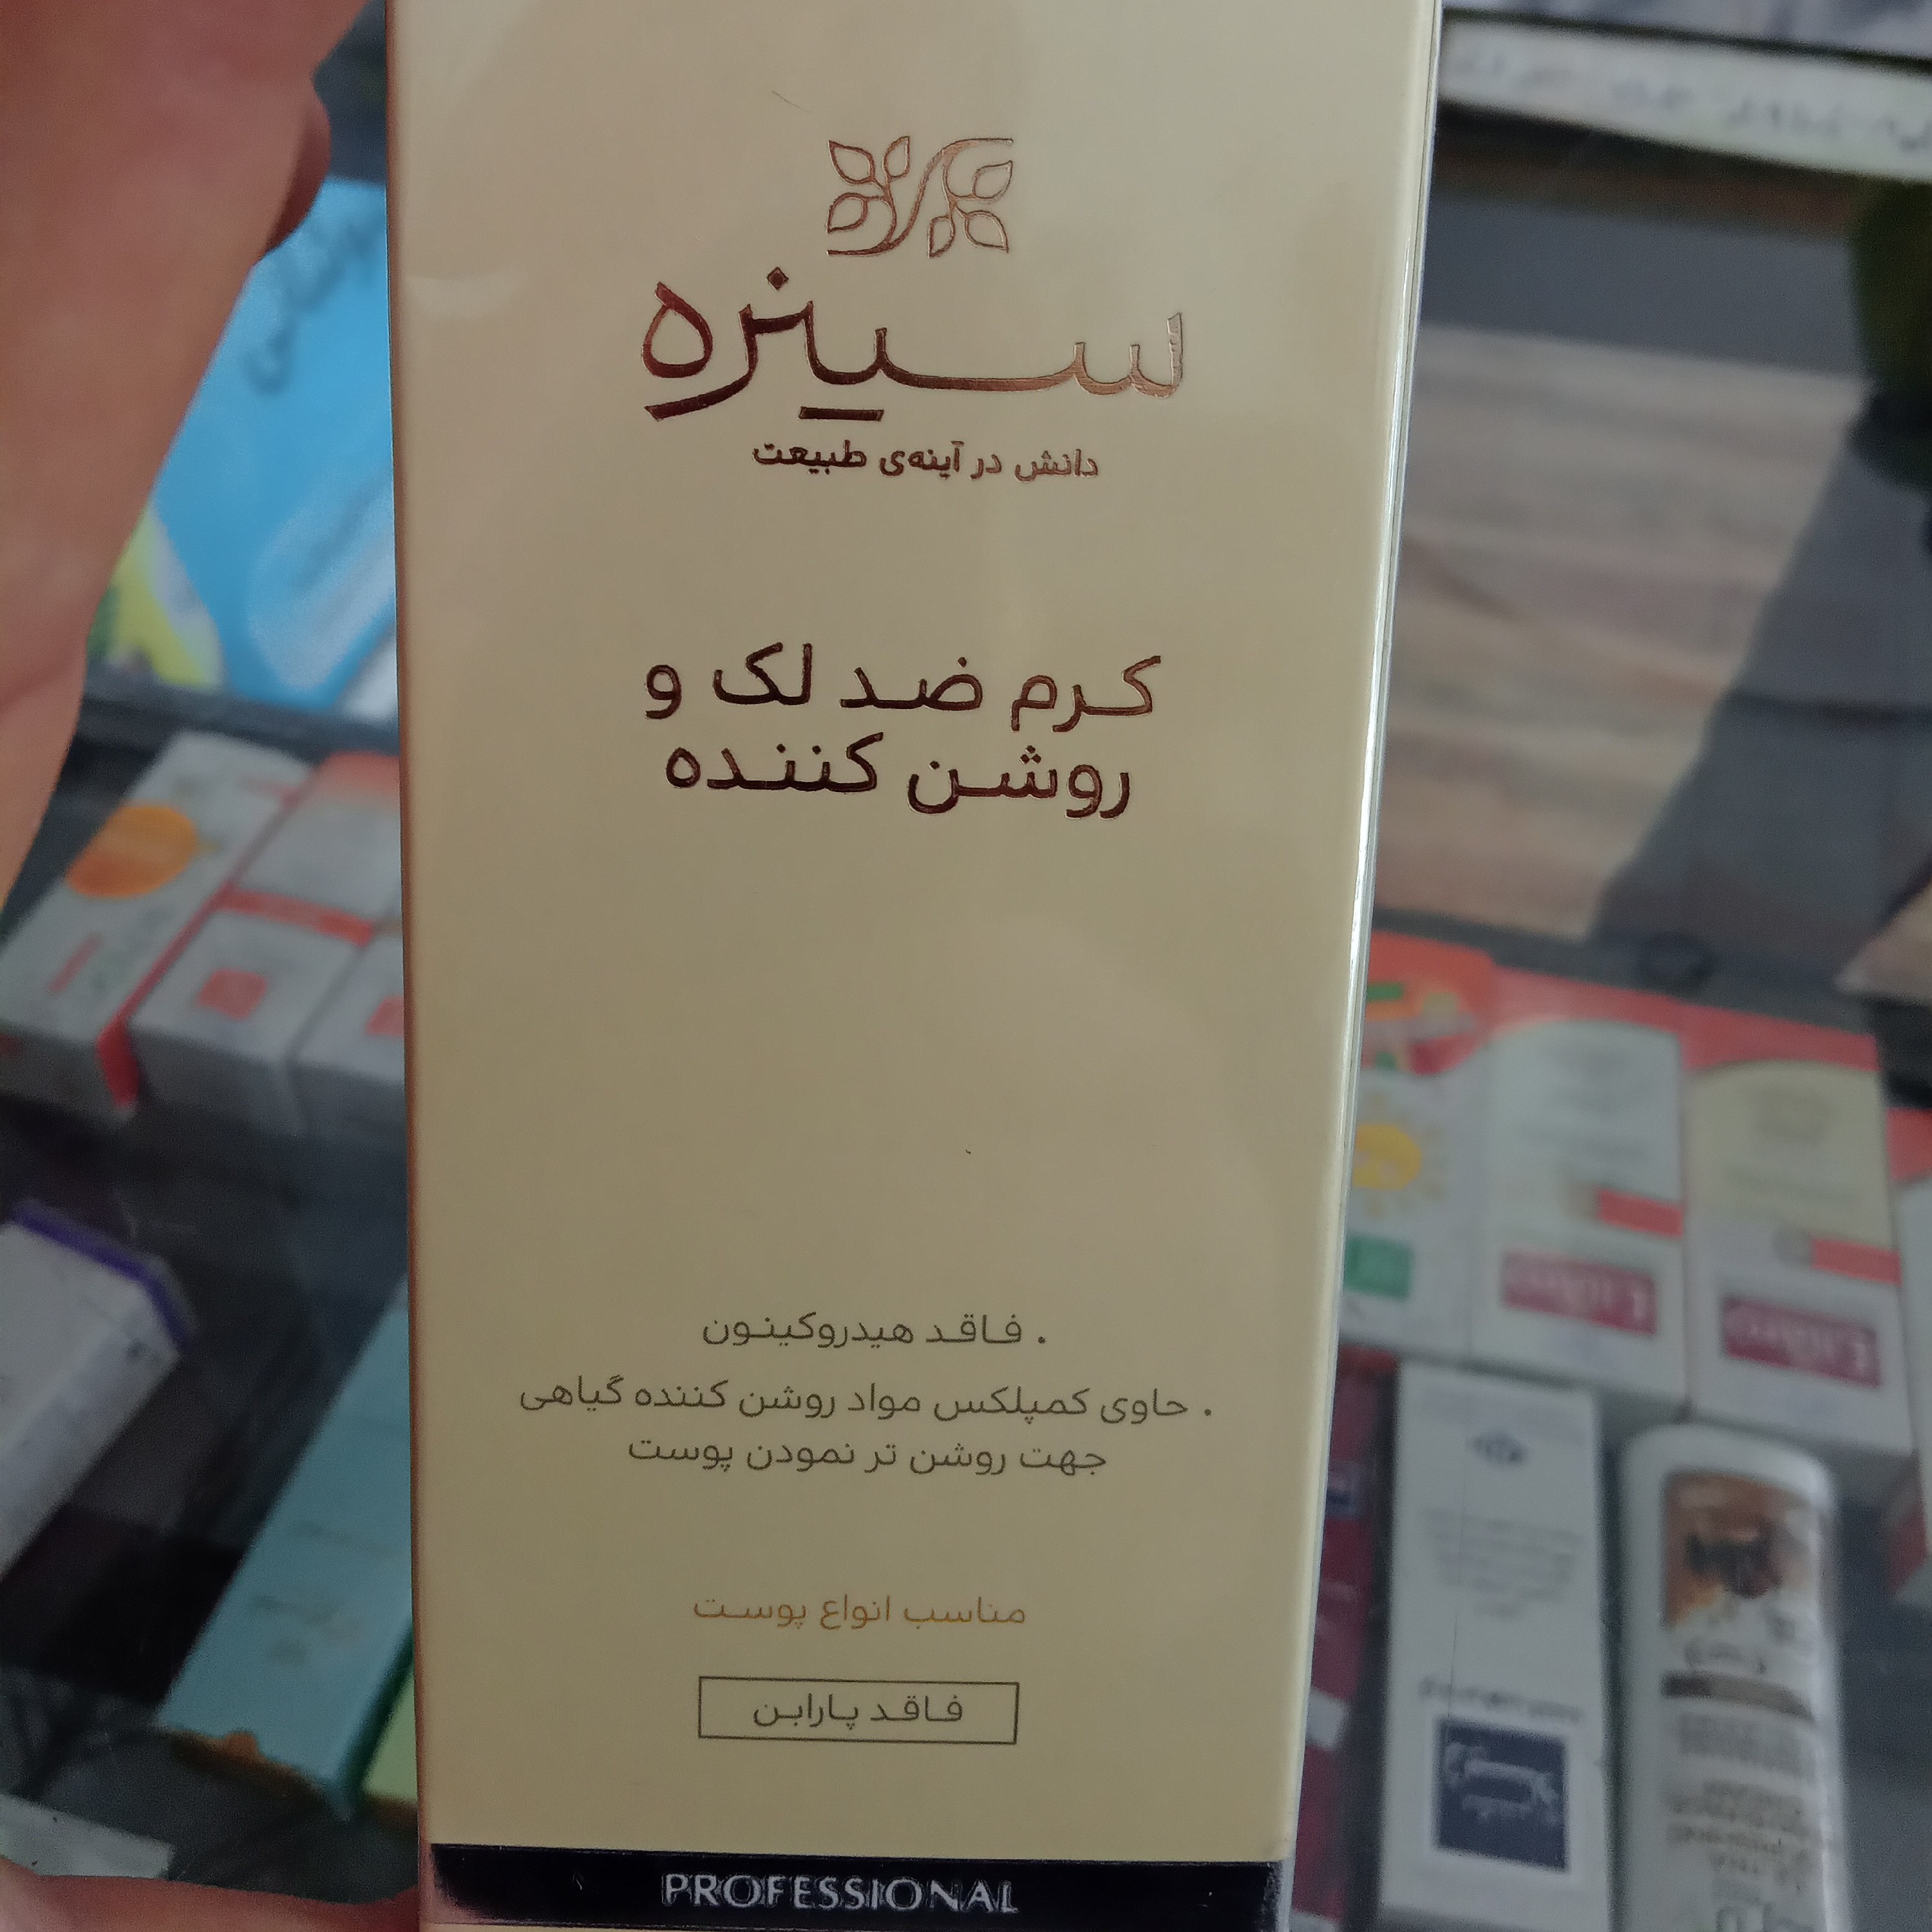 سینره
دانش در آینه‌ی طبیعت
کرم ضد لک و
روشن کننده
. فاقد هیدروکینون
. حاوی کمپلکس مواد روشن کننده گیاهی
جهت روشن تر نمودن پوست
مناسب انواع پوست
فاقد پارابن
PROFESSIONAL